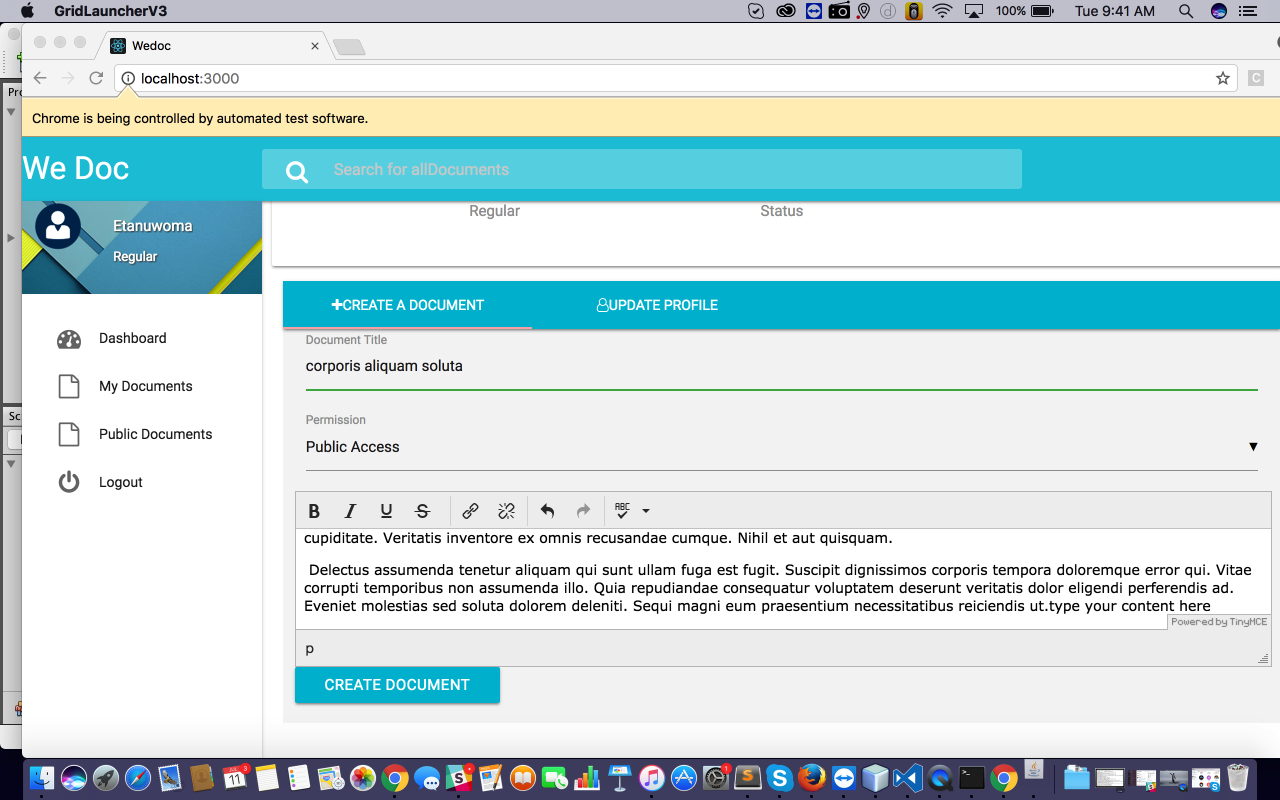 GridLauncherV3
100%
Tue 9:41 AM
Wedoc
localhost:3000
C
Chrome is being controlled by automated test software.
We Doc
Search for allDocuments
Etanuwoma
Regular
Regular
Status
Dashboard
My Documents
Public Documents
Logout
CREATE A DOCUMENT
UPDATE PROFILE
Document Title
corporis aliquam soluta
Permission
Public Access
B I U S ABC
cupiditate. Veritatis inventore ex omnis recusandae cumque. Nihil et aut quisquam.
Delectus assumenda tenetur aliquam qui sunt ullam fuga est fugit. Suscipit dignissimos corporis tempora doloremque error qui. Vitae
corrupti temporibus non assumenda illo. Quia repudiandae consequatur voluptatem deserunt veritatis dolor eligendi perferendis ad.
Eveniet molestias sed soluta dolorem deleniti. Sequi magni eum praesentium necessitatibus reiciendis ut.type your content here
Powered by TinyMCE
p
CREATE DOCUMENT